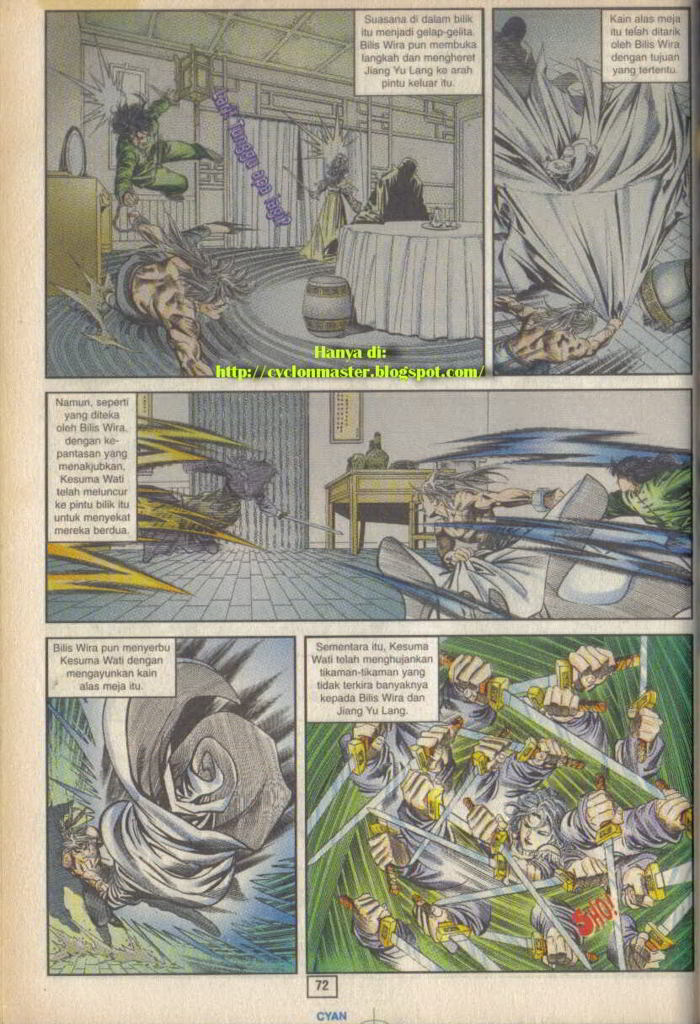 Suasana di dalam bilik
itu menjadi gelap-gelita.
Bilis Wira pun membuka
langkah dan mengheret
Jiang Yu Lang ke arah
pintu keluar itu.
Kain alas meja
itu telah ditarik
oleh Bilis Wira
dengan tujuan
yang tertentu.
Lari! Tunggu apa lagi?
Hanya di:
http://cyclonmaster.blogspot.com/
Namun, seperti
yang diteka
oleh Bilis Wira,
dengan ke-
pantasan yang
menakjubkan,
Kesuma Wati
telah meluncur
ke pintu bilik itu
untuk menyekat
mereka berdua.
Bilis Wira pun menyerbu
Kesuma Wati dengan
mengayunkan kain
alas meja itu.
Sementara itu, Kesuma
Wati telah menghujankan
tikaman-tikaman yang
tidak terkira banyaknya
kepada Bilis Wira dan
Jiang Yu Lang.
SHO!
72
CYAN